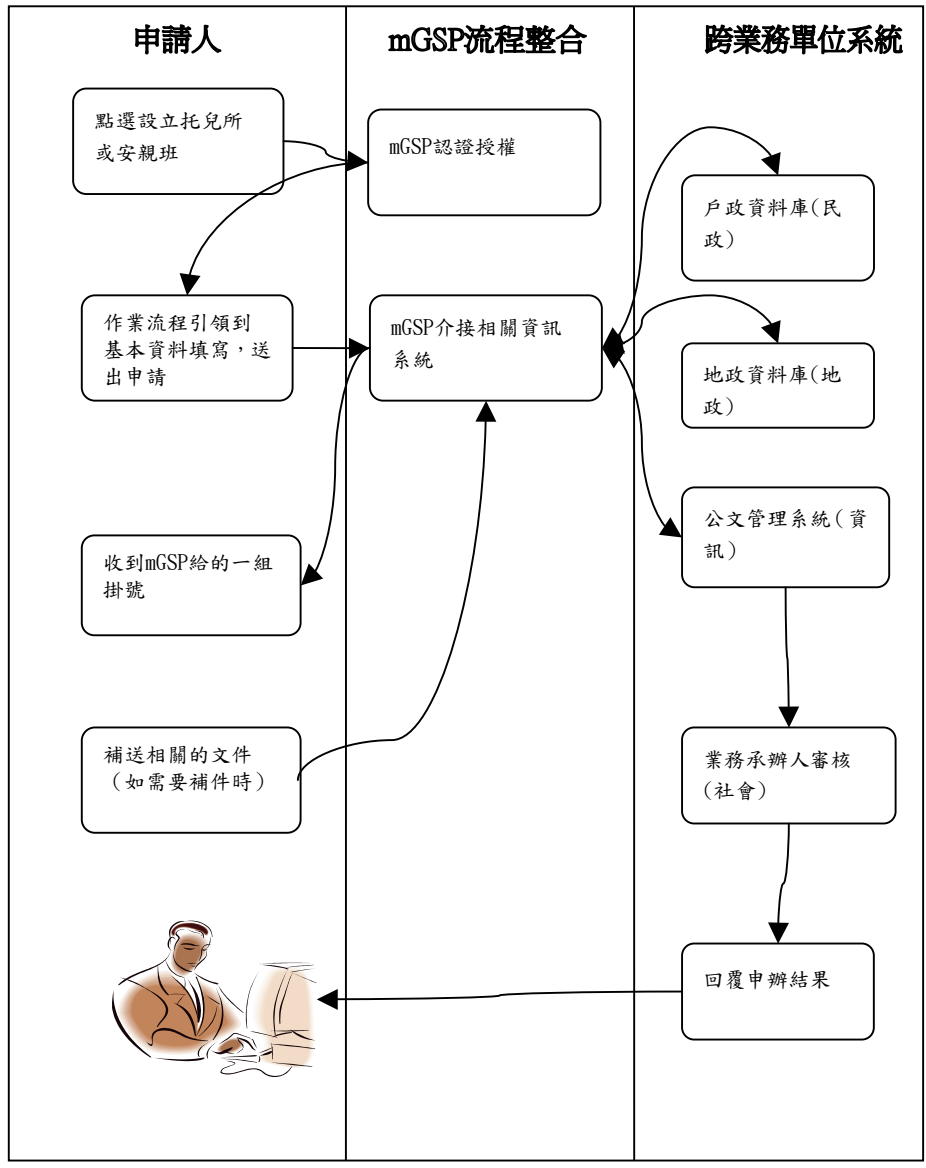 申請人
mGSP流程整合
跨業務單位系統
點選設立托兒所
或安親班
mGSP認證授權
戶政資料庫(民
政)
作業流程引領到
基本資料填寫，送
出申請
mGSP介接相關資訊
系統
地政資料庫(地
政)
收到mGSP給的一組
掛號
公文管理系統(資
訊)
補送相關的文件
(如需要補件時)
業務承辦人審核
(社會)
回覆申辦結果